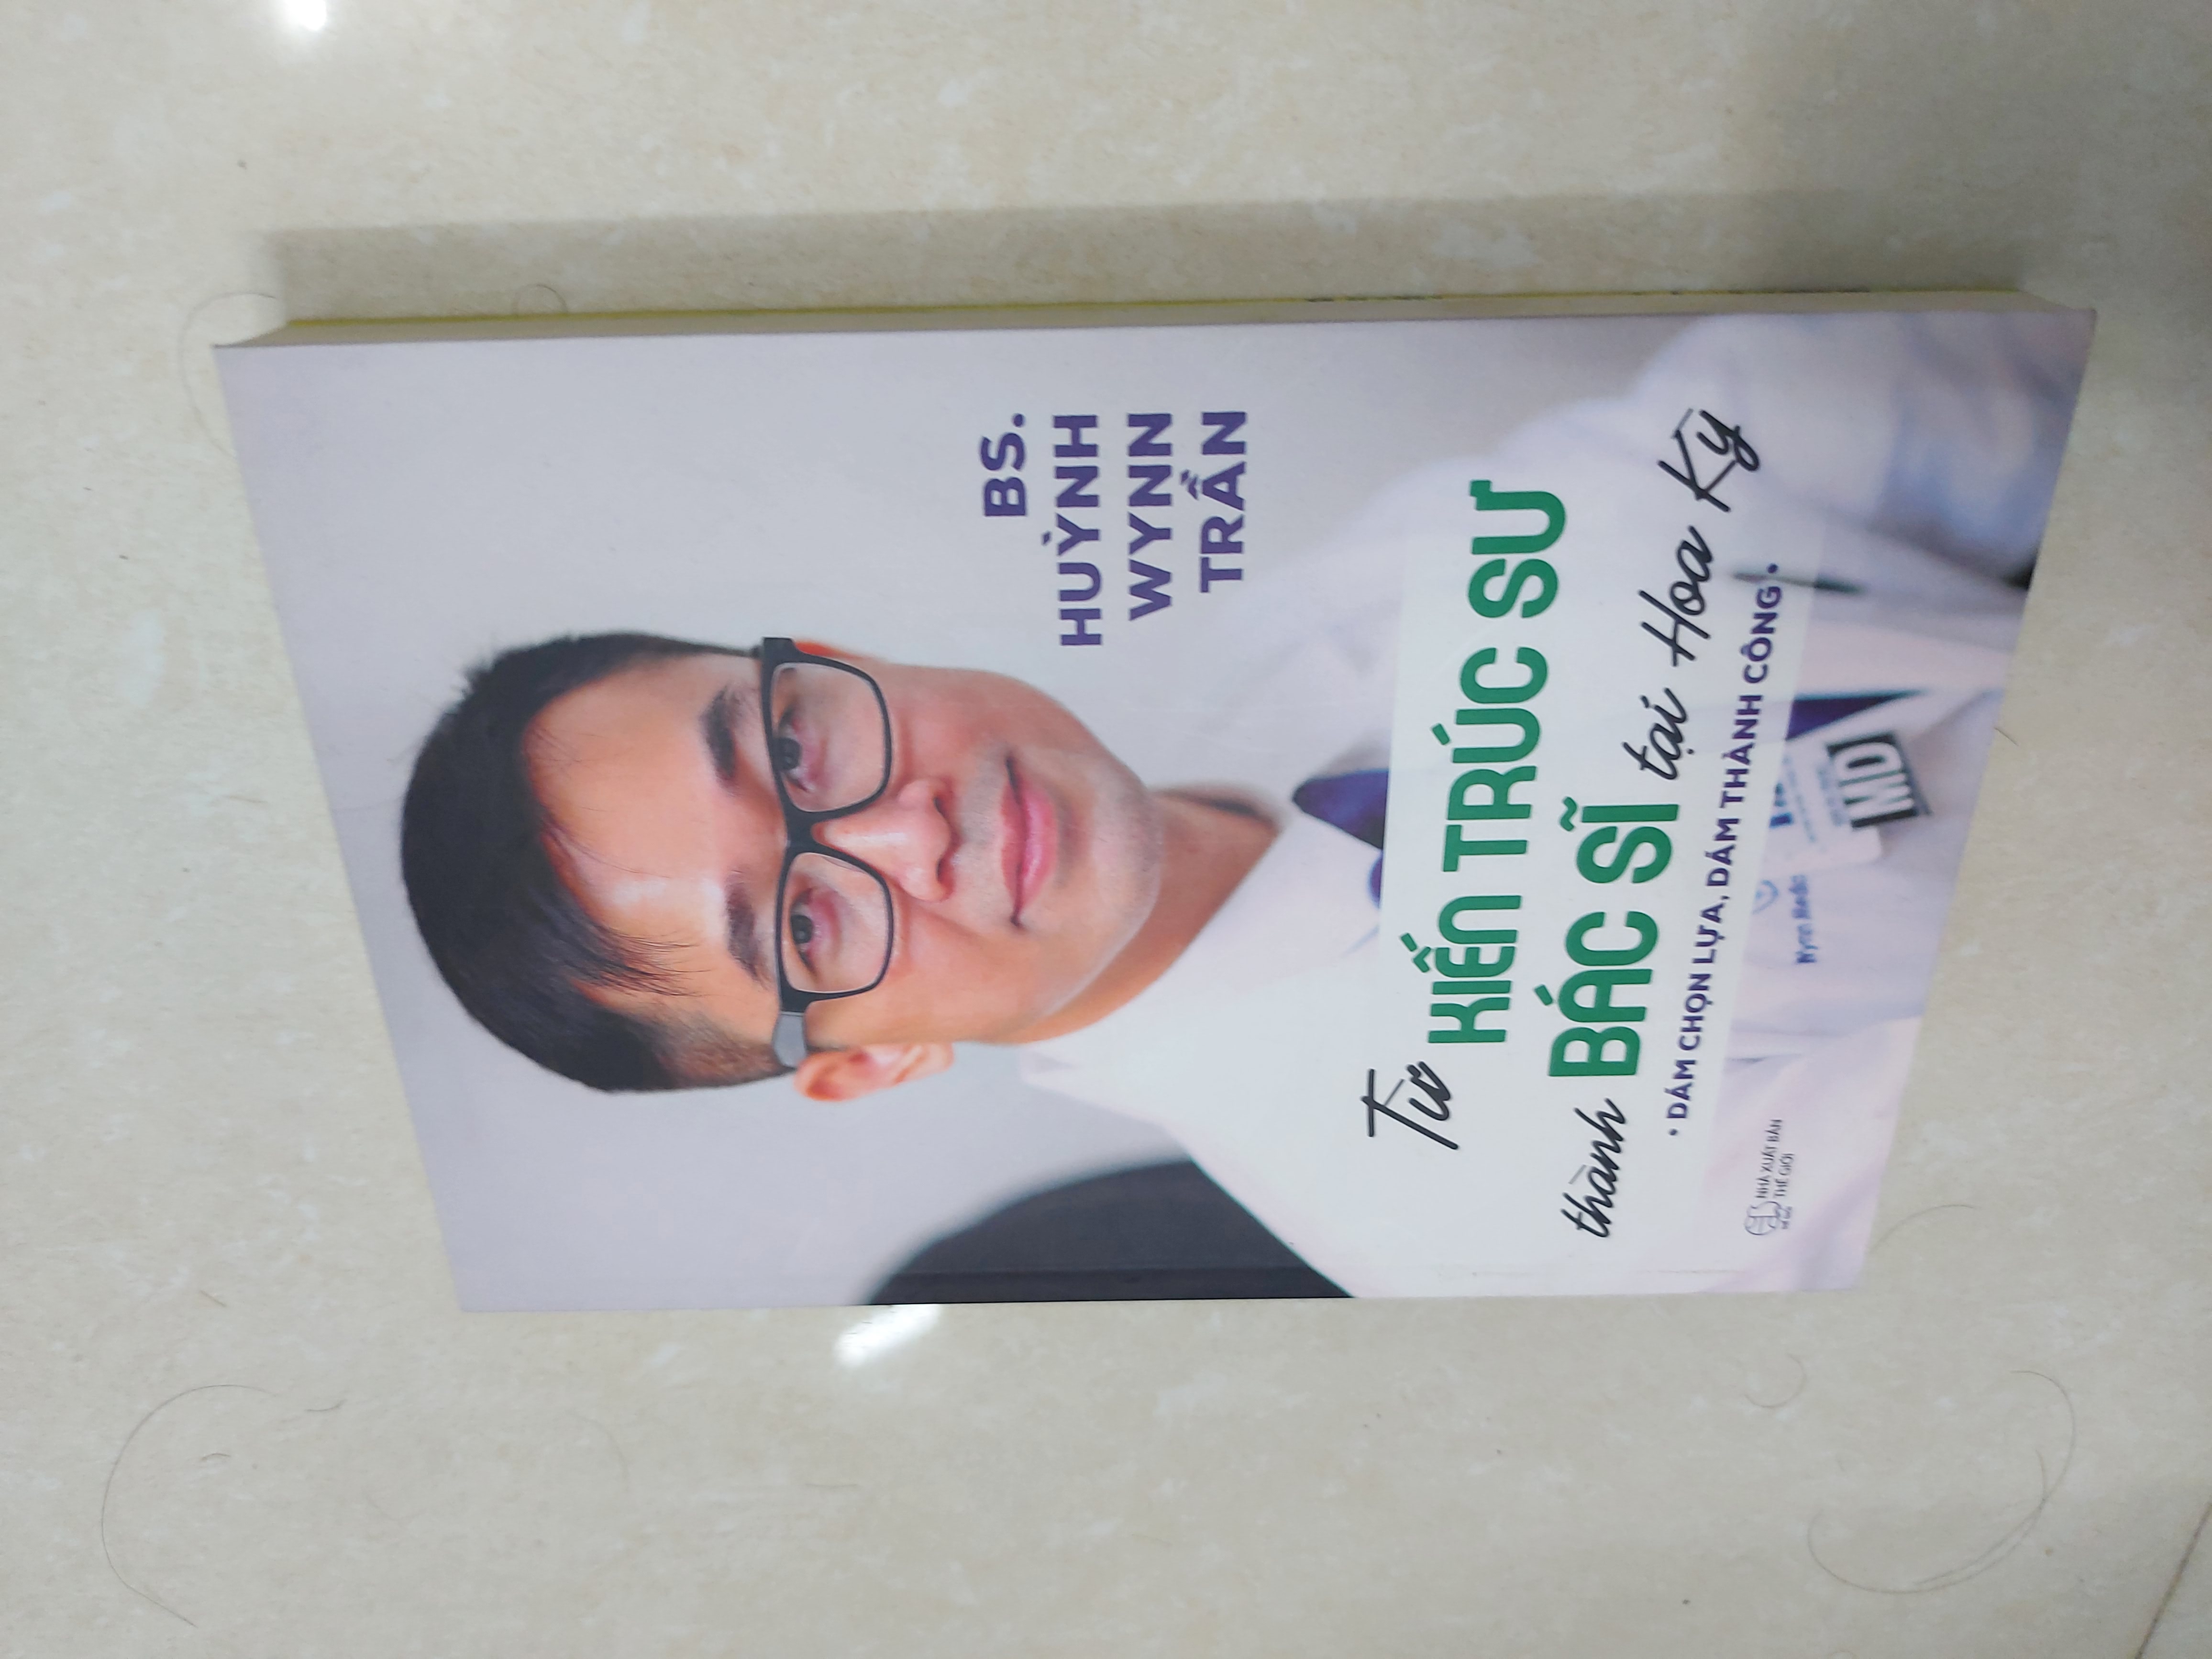 BS.
HUỲNH
WYNN
TRẦN
Từ KIẾN TRÚC SƯ
thành BÁC SĨ tại Hoa Kỳ
• DÁM CHỌN LỰA, DÁM THÀNH CÔNG •
NHÀ XUẤT BẢN
THẾ GIỚI
Wynn Medic
MD